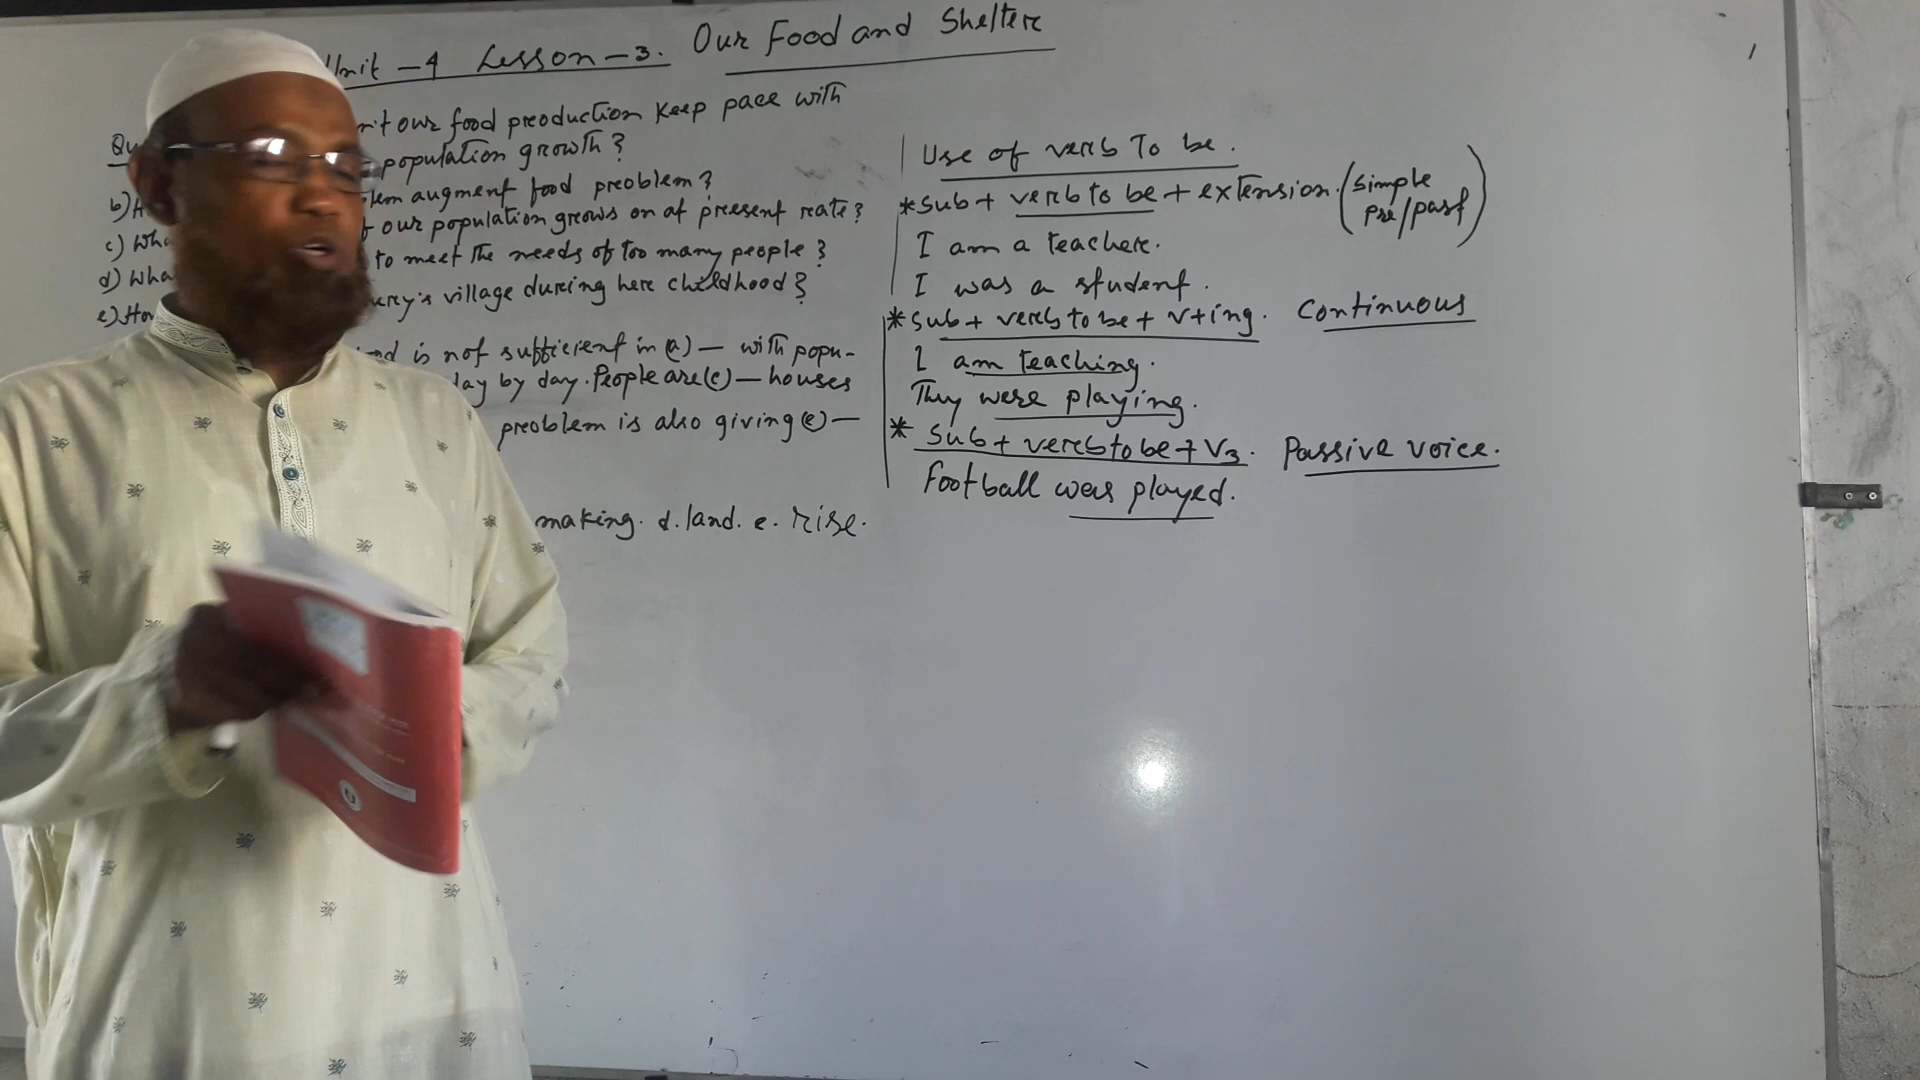 Unit - 4 Lesson - 3. Our Food and Shelter
our food production keep pace with
population growth?
b) augment food problem?
c) our population grows on at present rate?
d) to meet the needs of too many people?
e) village during here childhood?
is not sufficient in (a) — with popu-
day by day. People are (c) — houses
problem is also giving (e) —
making. d. land. e. rise.
Use of verb To be.
*Sub + verb to be + extension. (Simple
Pre/past)
I am a teacher.
I was a student.
*Sub + verb to be + v+ing. Continuous
I am teaching.
They were playing.
* Sub + verb to be + V3. Passive voice.
Football was played.